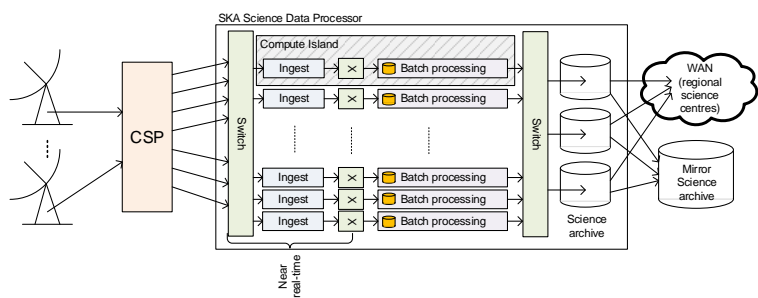 SKA Science Data Processor
Compute Island
Ingest
X
Batch processing
Ingest
X
Batch processing
Ingest
X
Batch processing
Ingest
X
Batch processing
Ingest
X
Batch processing
CSP
Switch
Switch
Science
archive
WAN
(regional
science
centres)
Mirror
Science
archive
Near
real-time